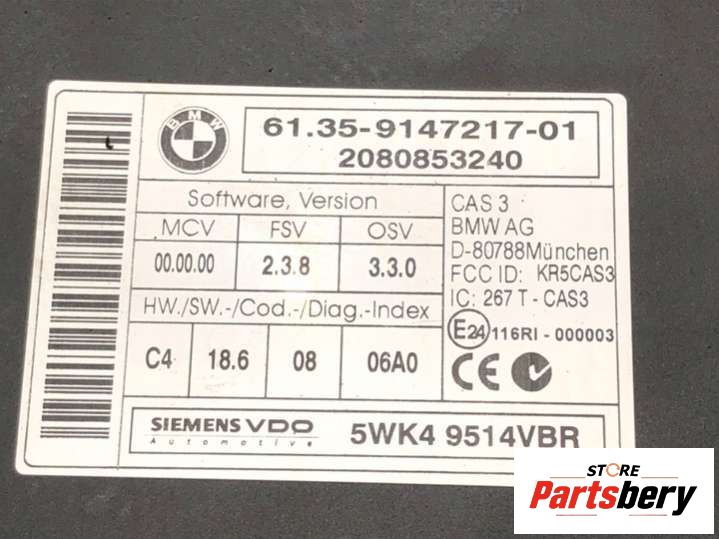 BMW
61.35-9147217-01
2080853240
Software, Version
MCV FSV OSV
00.00.00 2.3.8 3.3.0
HW./SW.-/Cod.-/Diag.-Index
C4 18.6 08 06A0
CAS 3
BMW AG
D-80788München
FCC ID: KR5CAS3
IC: 267 T - CAS3
E24 116RI - 000003
CE N
SIEMENS VDO
Automotive
5WK4 9514VBR
STORE
Partsbery